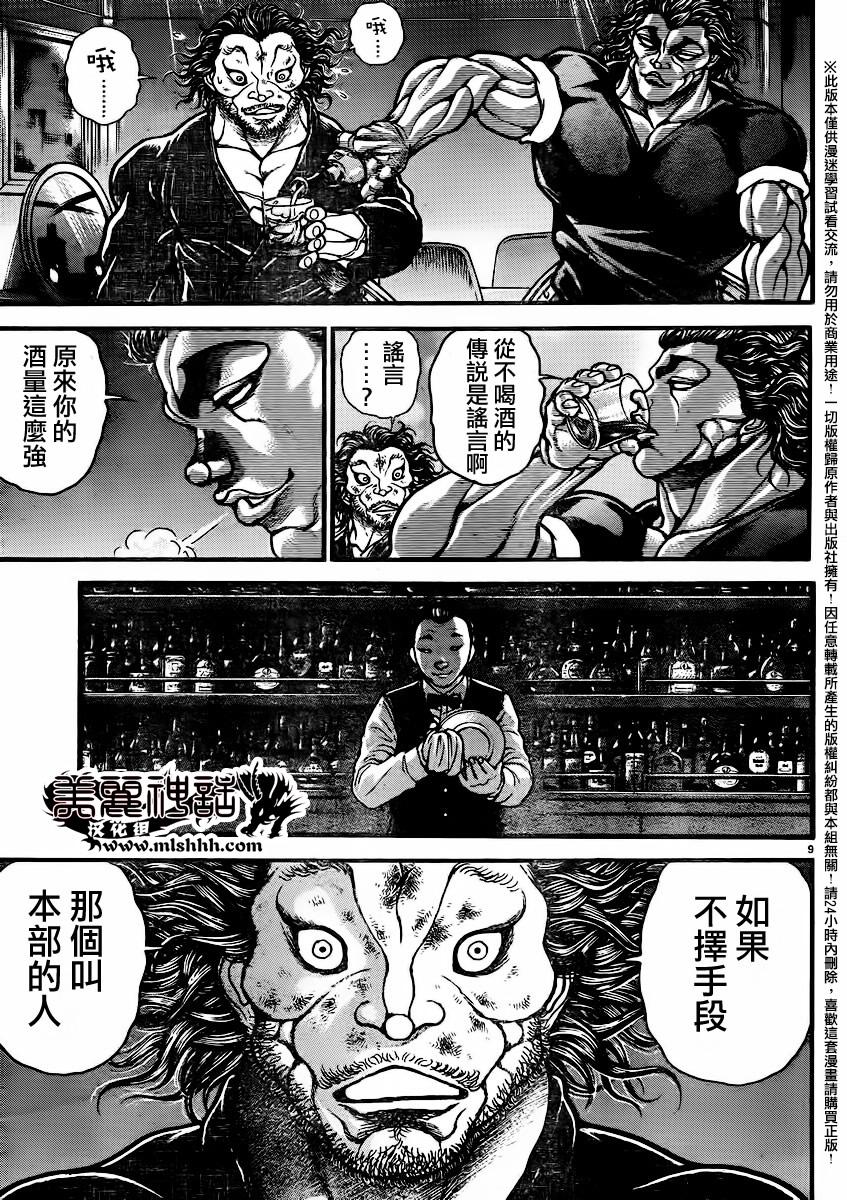 哦
……
哦
………
從不喝酒的
傳説是謠言啊
謠言
……?
原來你的
酒量這麼強
美麗神話
汉化组
www.mlshhh.com
9
如果
不擇手段
那個叫
本部的人
※此版本僅供漫迷學習試看交流，請勿用於商業用途！一切版權歸原作者與出版社擁有！因任意轉載所產生的版權糾紛都與本組無關！請24小時內刪除，喜歡這套漫畫請購買正版！